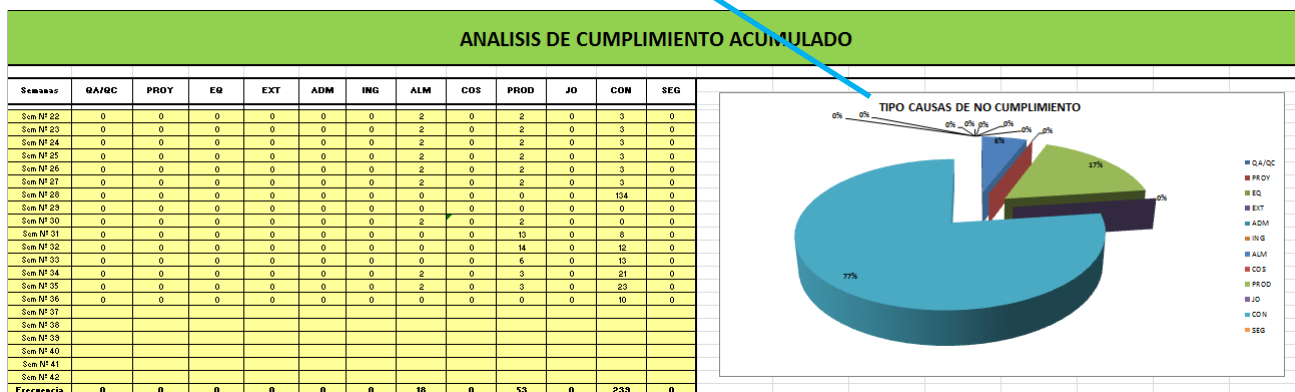 ANALISIS DE CUMPLIMIENTO ACUMULADO
Semanas QA/QC PROY EQ EXT ADM ING ALM COS PROD JO CON SEG
Sem Nº 22 0 0 0 0 0 0 2 0 2 0 3 0
Sem Nº 23 0 0 0 0 0 0 2 0 2 0 3 0
Sem Nº 24 0 0 0 0 0 0 2 0 2 0 3 0
Sem Nº 25 0 0 0 0 0 0 2 0 2 0 3 0
Sem Nº 26 0 0 0 0 0 0 2 0 2 0 3 0
Sem Nº 27 0 0 0 0 0 0 2 0 2 0 3 0
Sem Nº 28 0 0 0 0 0 0 0 0 0 0 134 0
Sem Nº 29 0 0 0 0 0 0 0 0 0 0 0 0
Sem Nº 30 0 0 0 0 0 0 2 0 2 0 0 0
Sem Nº 31 0 0 0 0 0 0 0 0 13 0 8 0
Sem Nº 32 0 0 0 0 0 0 0 0 14 0 12 0
Sem Nº 33 0 0 0 0 0 0 0 0 6 0 13 0
Sem Nº 34 0 0 0 0 0 0 2 0 3 0 21 0
Sem Nº 35 0 0 0 0 0 0 2 0 3 0 23 0
Sem Nº 36 0 0 0 0 0 0 0 0 0 0 10 0
Sem Nº 37
Sem Nº 38
Sem Nº 39
Sem Nº 40
Sem Nº 41
Sem Nº 42
Frecuencia 0 0 0 0 0 0 18 0 53 0 239 0
TIPO CAUSAS DE NO CUMPLIMIENTO
0% 0% 0% 0% 0% 0% 0% 0%
6%
17%
0%
77%
QA/QC
PROY
EQ
EXT
ADM
ING
ALM
COS
PROD
JO
CON
SEG